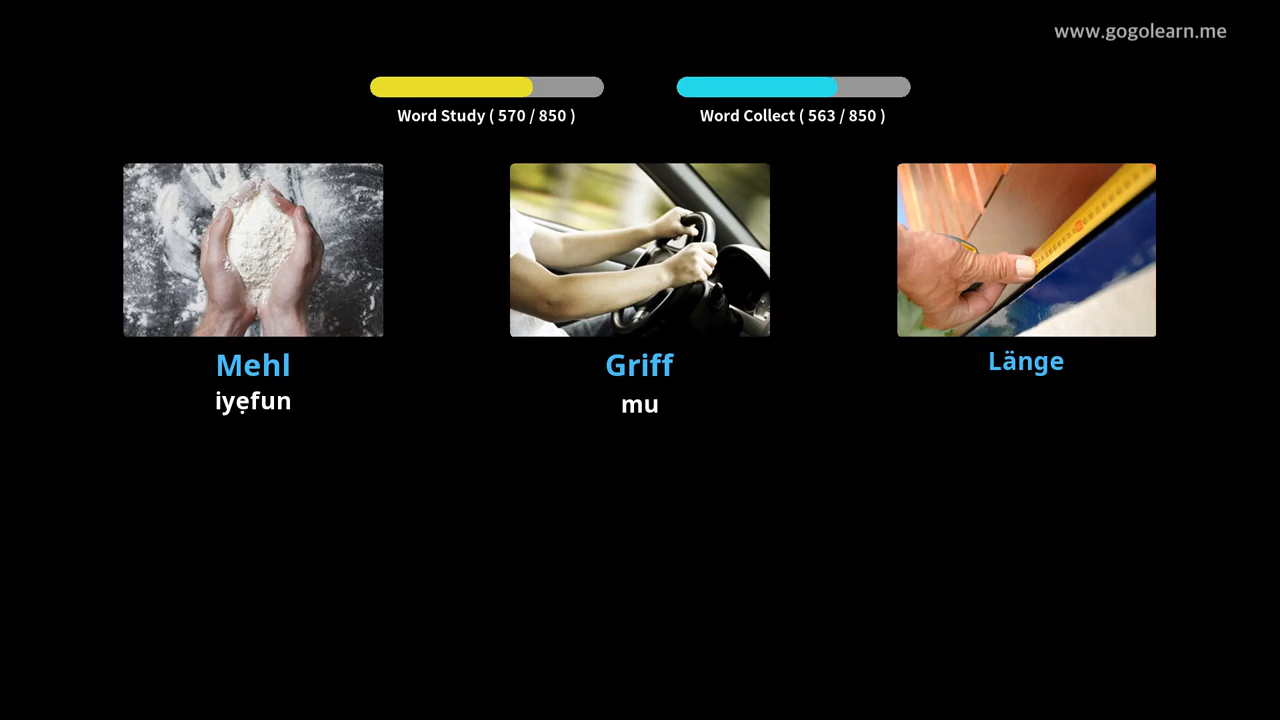 www.gogolearn.me
Word Study ( 570 / 850 )
Word Collect ( 563 / 850 )
Mehl
iyẹfun
Griff
mu
Länge